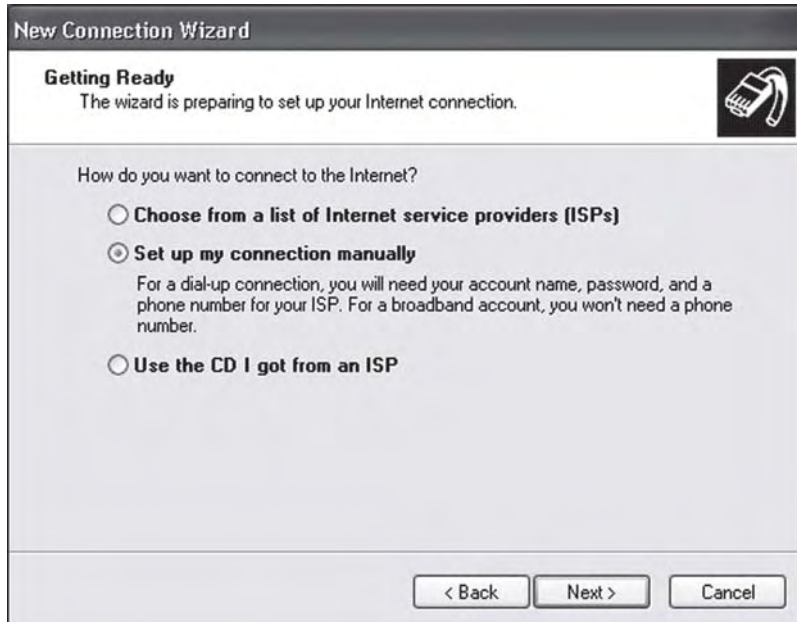 New Connection Wizard
Getting Ready
The wizard is preparing to set up your Internet connection.
How do you want to connect to the Internet?
Choose from a list of Internet service providers (ISPs)
Set up my connection manually
For a dial-up connection, you will need your account name, password, and a
phone number for your ISP. For a broadband account, you won't need a phone
number.
Use the CD I got from an ISP
< Back Next > Cancel